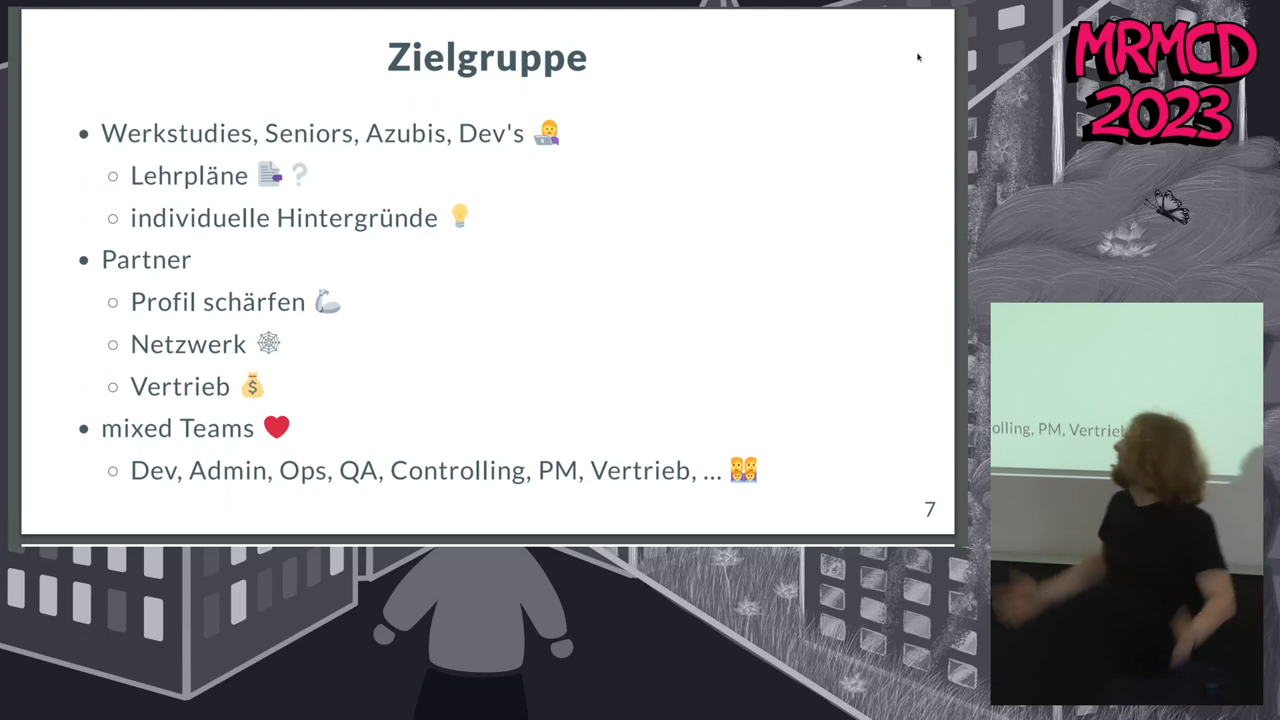 Zielgruppe
MRMCD
2023
Werkstudies, Seniors, Azubis, Dev's
Lehrpläne
individuelle Hintergründe
Partner
Profil schärfen
Netzwerk
Vertrieb
mixed Teams
Dev, Admin, Ops, QA, Controlling, PM, Vertrieb, ...
7
olling, PM, Vertrieb